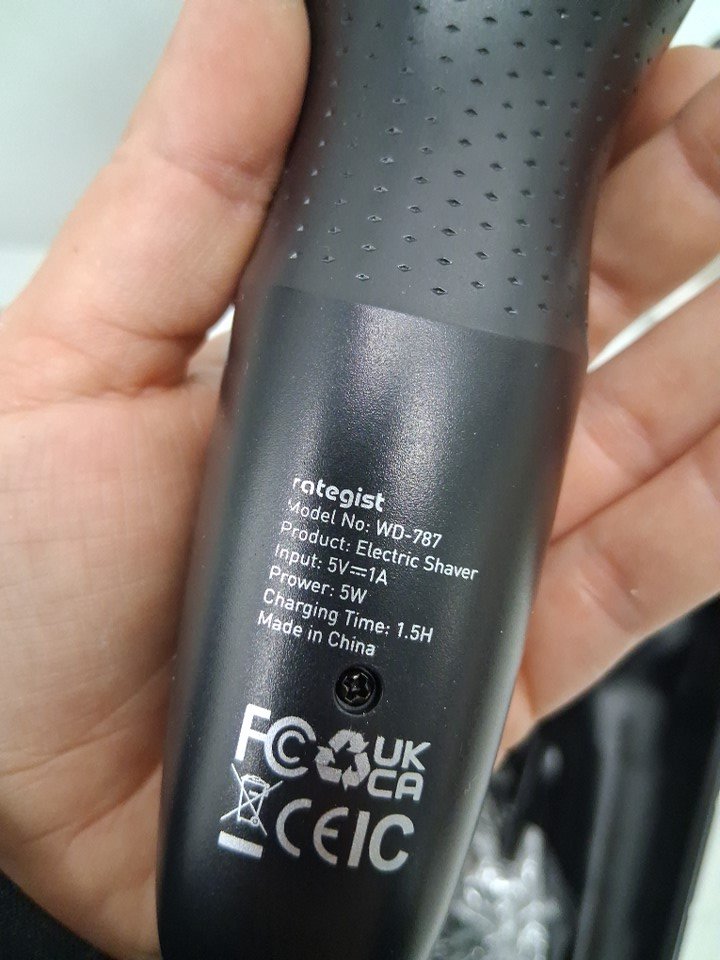 rategist
Model No: WD-787
Product: Electric Shaver
Input: 5V⎓1A
Prower: 5W
Charging Time: 1.5H
Made in China
FC UK
CA
CE IC